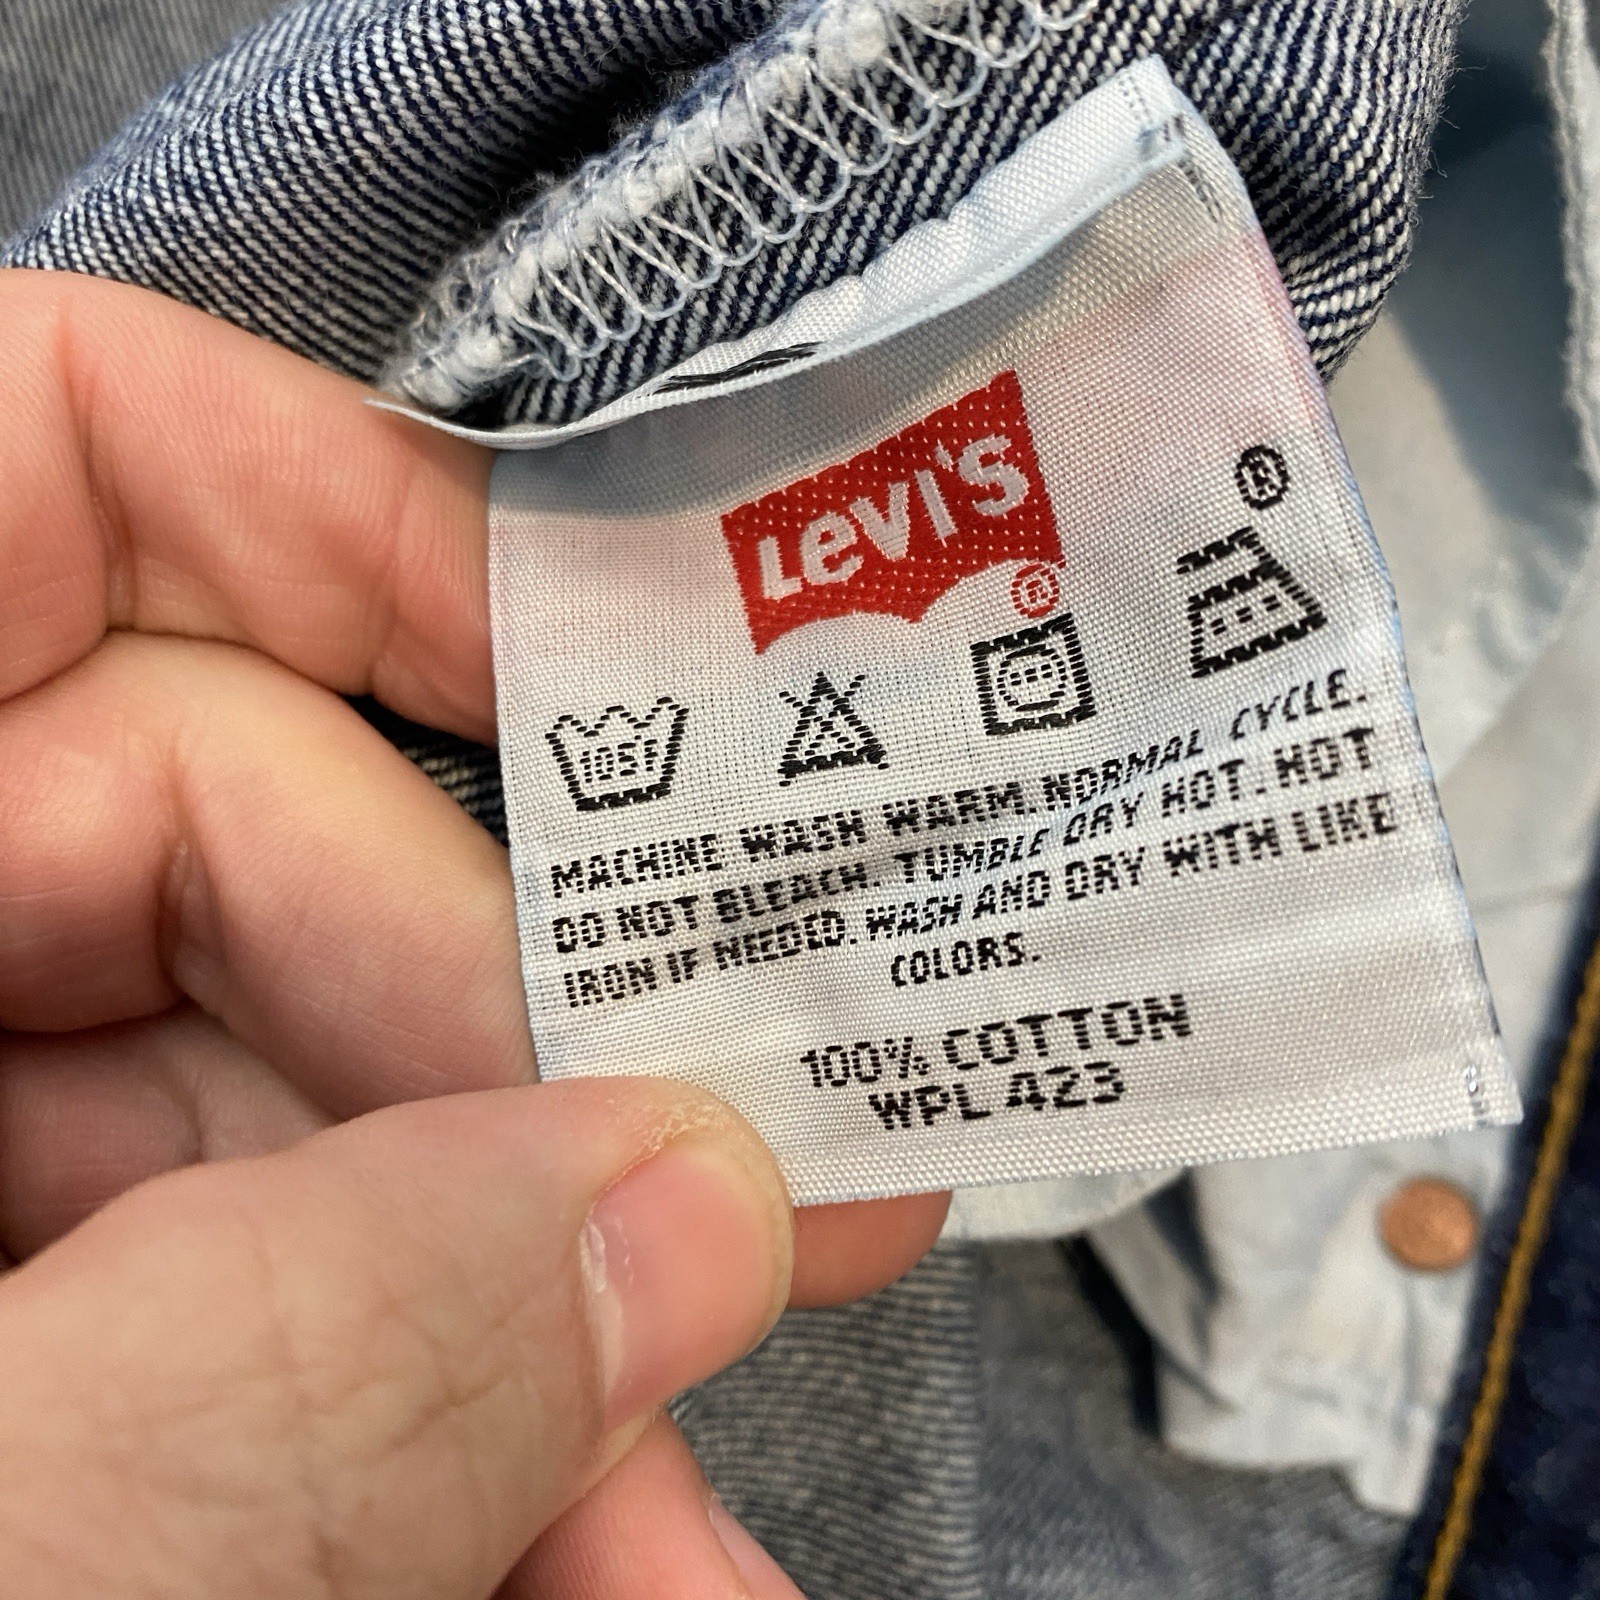 Levi's
®
®
105F
MACHINE WASH WARM. NORMAL CYCLE.
DO NOT BLEACH. TUMBLE DRY HOT. HOT
IRON IF NEEDED. WASH AND DRY WITH LIKE
COLORS.
100% COTTON
WPL 423